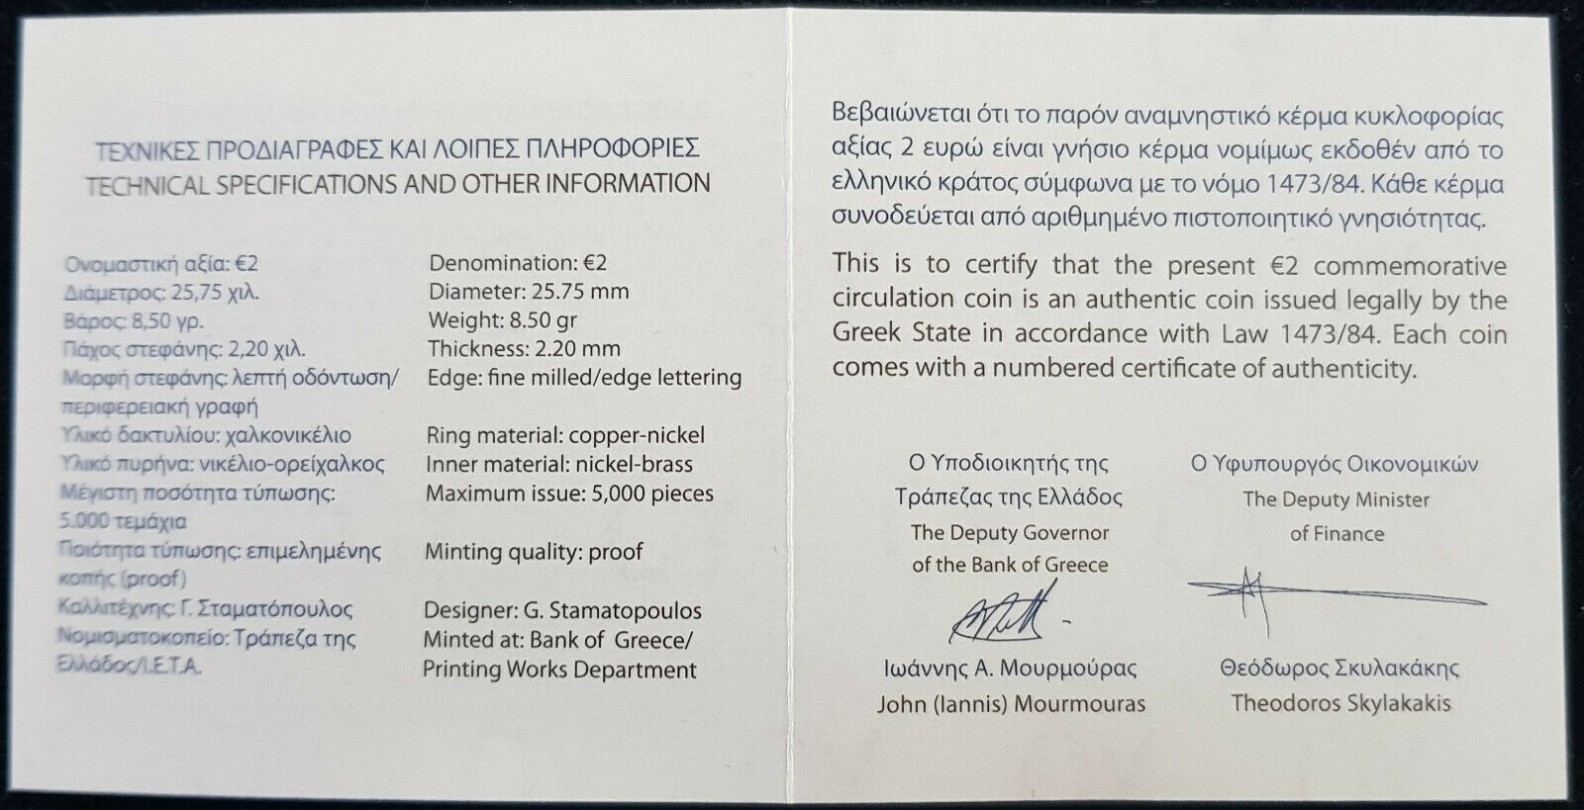 ΤΕΧΝΙΚΕΣ ΠΡΟΔΙΑΓΡΑΦΕΣ ΚΑΙ ΛΟΙΠΕΣ ΠΛΗΡΟΦΟΡΙΕΣ
TECHNICAL SPECIFICATIONS AND OTHER INFORMATION
Ονομαστική αξία: €2
Διάμετρος: 25,75 χιλ.
Βάρος: 8,50 γρ.
Πάχος στεφάνης: 2,20 χιλ.
Μορφή στεφάνης: λεπτή οδόντωση/
περιφερειακή γραφή
Υλικό δακτυλίου: χαλκονικέλιο
Υλικό πυρήνα: νικέλιο-ορείχαλκος
Μέγιστη ποσότητα τύπωσης:
5.000 τεμάχια
Ποιότητα τύπωσης: επιμελημένης
κοπής (proof)
Καλλιτέχνης: Γ. Σταματόπουλος
Νομισματοκοπείο: Τράπεζα της
Ελλάδος/Ι.Ε.Τ.Α.
Denomination: €2
Diameter: 25.75 mm
Weight: 8.50 gr
Thickness: 2.20 mm
Edge: fine milled/edge lettering
Ring material: copper-nickel
Inner material: nickel-brass
Maximum issue: 5,000 pieces
Minting quality: proof
Designer: G. Stamatopoulos
Minted at: Bank of Greece/
Printing Works Department
Βεβαιώνεται ότι το παρόν αναμνηστικό κέρμα κυκλοφορίας
αξίας 2 ευρώ είναι γνήσιο κέρμα νομίμως εκδοθέν από το
ελληνικό κράτος σύμφωνα με το νόμο 1473/84. Κάθε κέρμα
συνοδεύεται από αριθμημένο πιστοποιητικό γνησιότητας.
This is to certify that the present €2 commemorative
circulation coin is an authentic coin issued legally by the
Greek State in accordance with Law 1473/84. Each coin
comes with a numbered certificate of authenticity.
Ο Υποδιοικητής της
Τράπεζας της Ελλάδος
The Deputy Governor
of the Bank of Greece
Ιωάννης Α. Μουρμούρας
John (Iannis) Mourmouras
Ο Υφυπουργός Οικονομικών
The Deputy Minister
of Finance
Θεόδωρος Σκυλακάκης
Theodoros Skylakakis